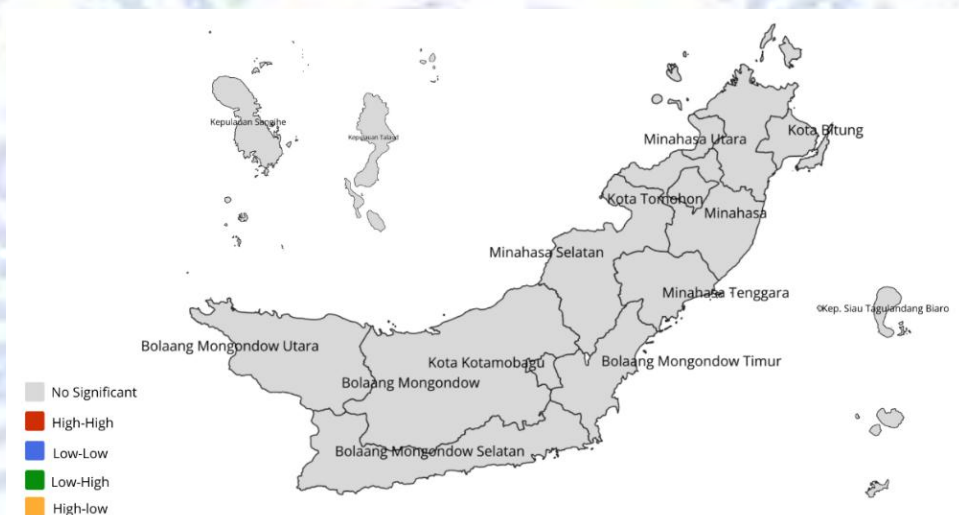 Kepulauan Sangihe
Kepulauan Talaud
Minahasa Utara
Kota Bitung
Kota Tomohon
Minahasa
Minahasa Selatan
Minahasa Tenggara
Kep. Siau Tagulandang Biaro
Bolaang Mongondow Utara
Kota Kotamobagu
Bolaang Mongondow Timur
Bolaang Mongondow
Bolaang Mongondow Selatan
No Significant
High-High
Low-Low
Low-High
High-low